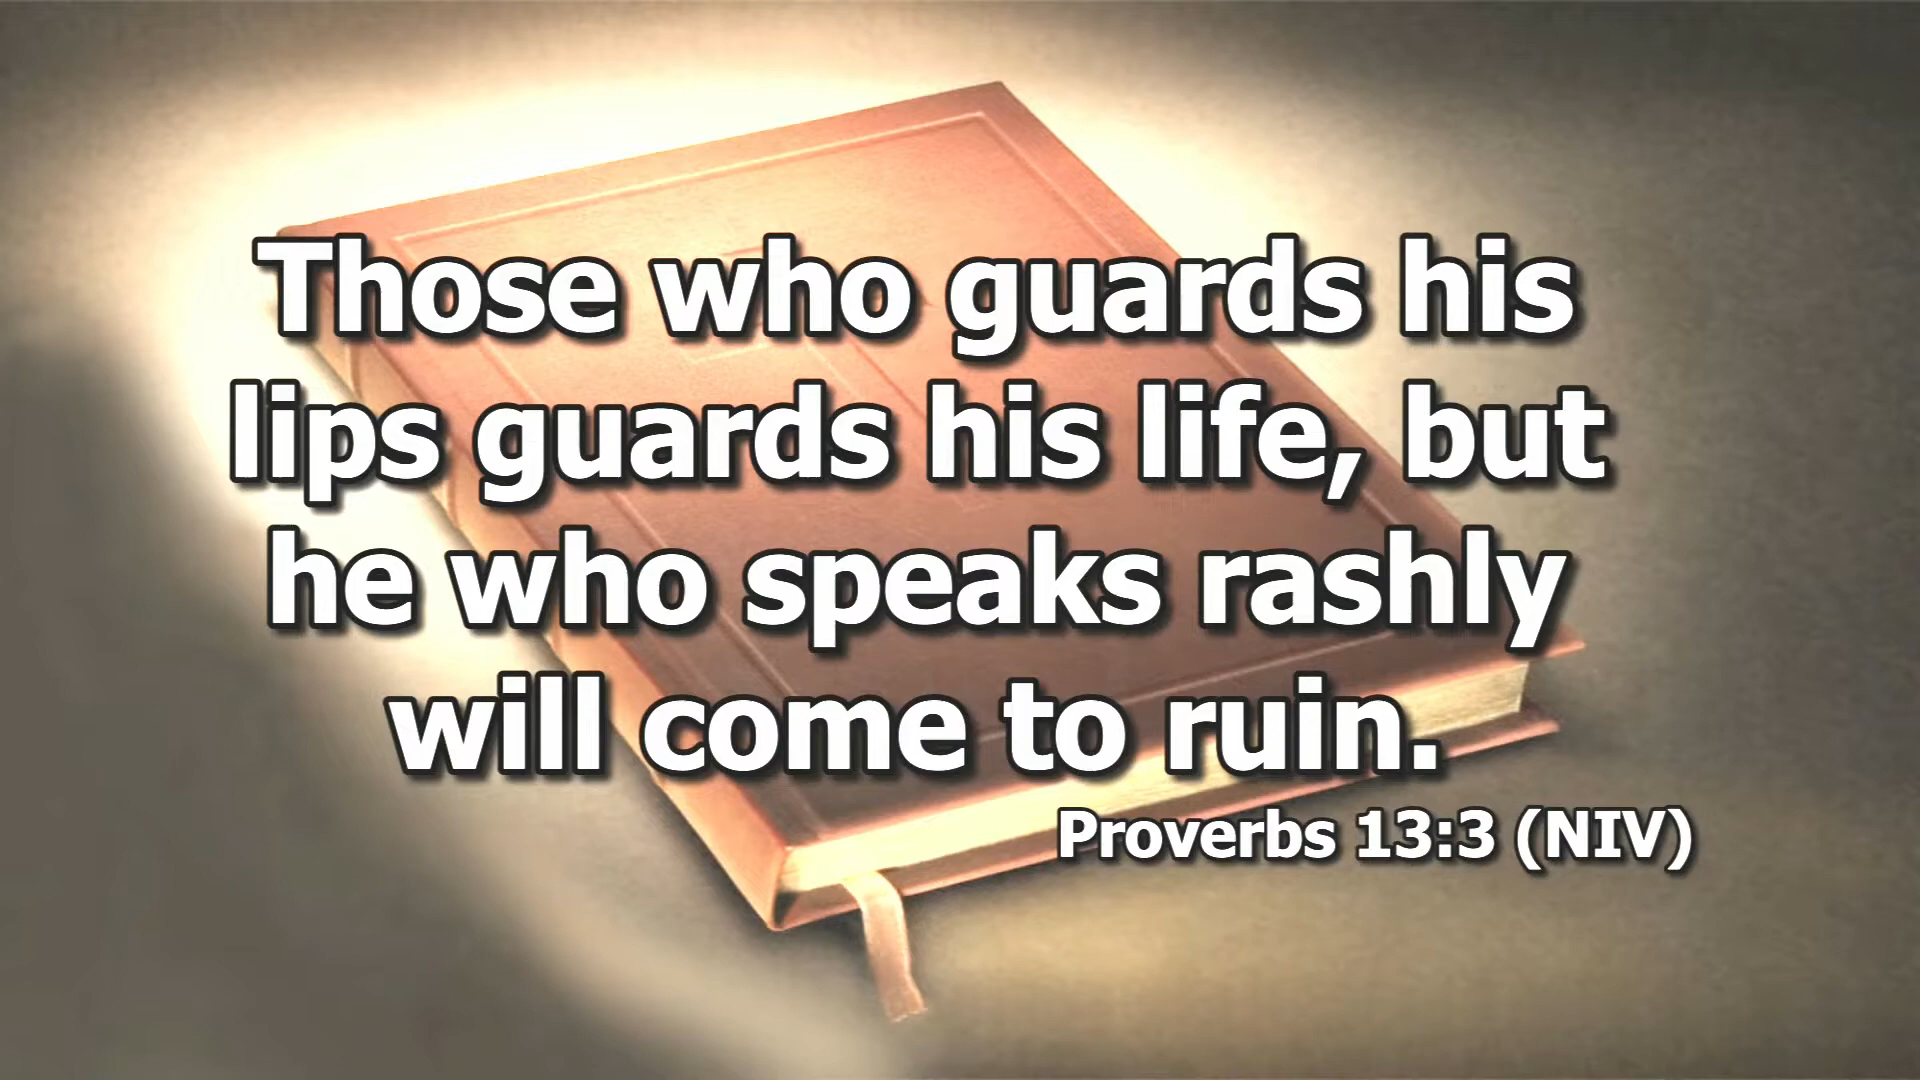 Those who guards his
lips guards his life, but
he who speaks rashly
will come to ruin.
Proverbs 13:3 (NIV)